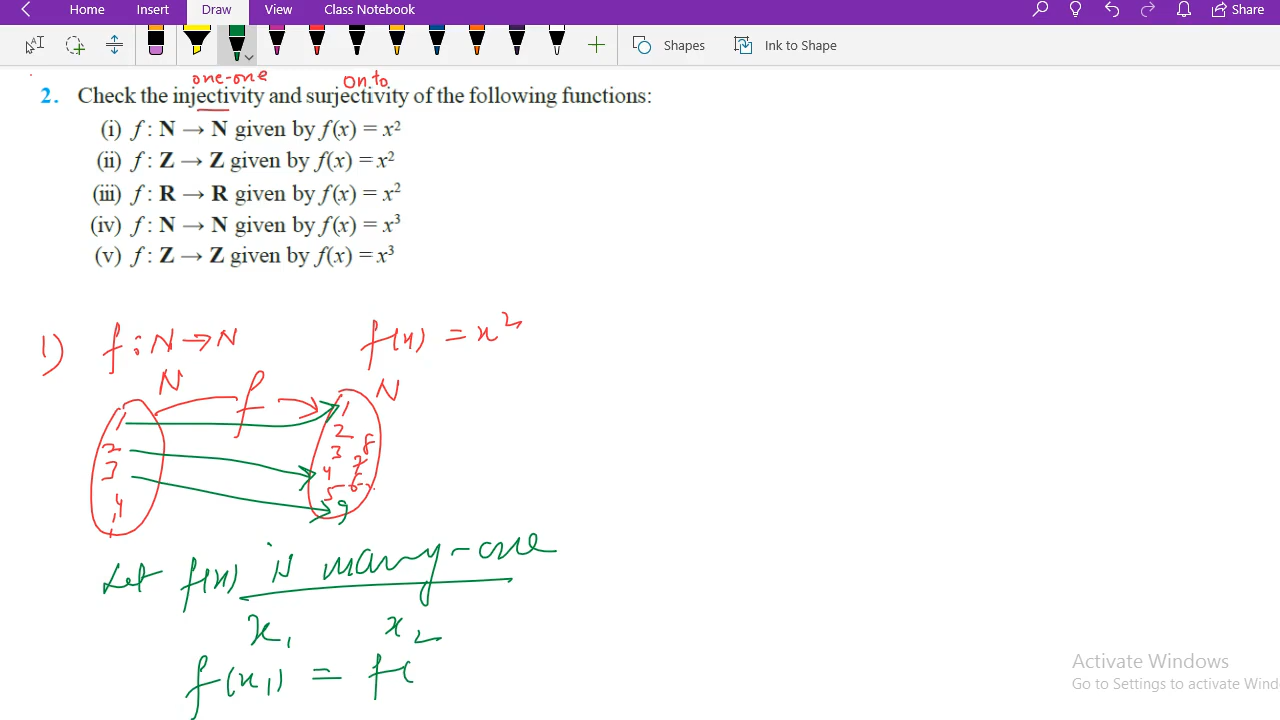 Home Insert Draw View Class Notebook Share
Shapes Ink to Shape
one-one onto
2. Check the injectivity and surjectivity of the following functions:
(i) f : N → N given by f(x) = x²
(ii) f : Z → Z given by f(x) = x²
(iii) f : R → R given by f(x) = x²
(iv) f : N → N given by f(x) = x³
(v) f : Z → Z given by f(x) = x³
1) f : N → N f(x) = x²
N f N
1 1
2 2
3 3 8
4 4 7
5 6
9
Let f(x) is many-one
x₁ x₂
f(x₁) = f(
Activate Windows
Go to Settings to activate Wind